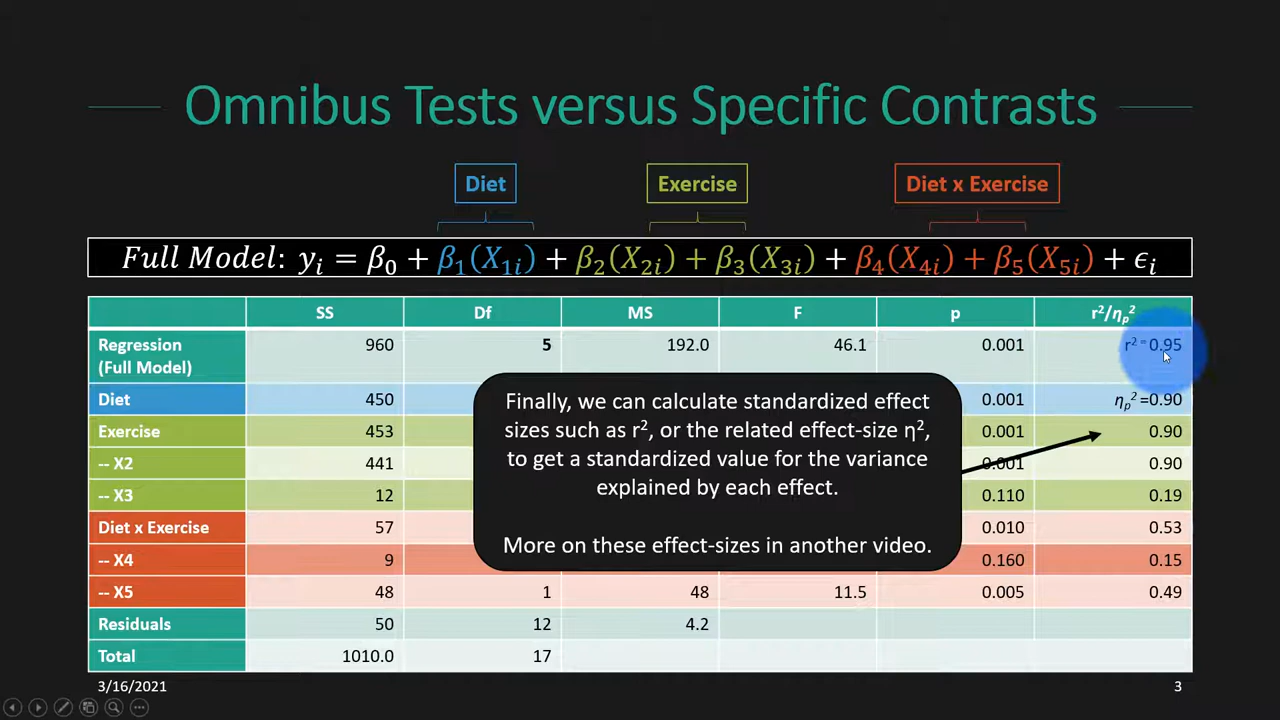 Omnibus Tests versus Specific Contrasts
Diet Exercise Diet x Exercise
Full Model: yᵢ = β₀ + β₁(X₁ᵢ) + β₂(X₂ᵢ) + β₃(X₃ᵢ) + β₄(X₄ᵢ) + β₅(X₅ᵢ) + ϵᵢ
SS Df MS F p r²/ηₚ²
Regression 960 5 192.0 46.1 0.001 r² = 0.95
(Full Model)
Diet 450 0.001 ηₚ² =0.90
Exercise 453 0.001 0.90
-- X2 441 0.001 0.90
-- X3 12 0.110 0.19
Diet x Exercise 57 0.010 0.53
-- X4 9 0.160 0.15
-- X5 48 1 48 11.5 0.005 0.49
Residuals 50 12 4.2
Total 1010.0 17
Finally, we can calculate standardized effect
sizes such as r², or the related effect-size η²,
to get a standardized value for the variance
explained by each effect.
More on these effect-sizes in another video.
3/16/2021 3